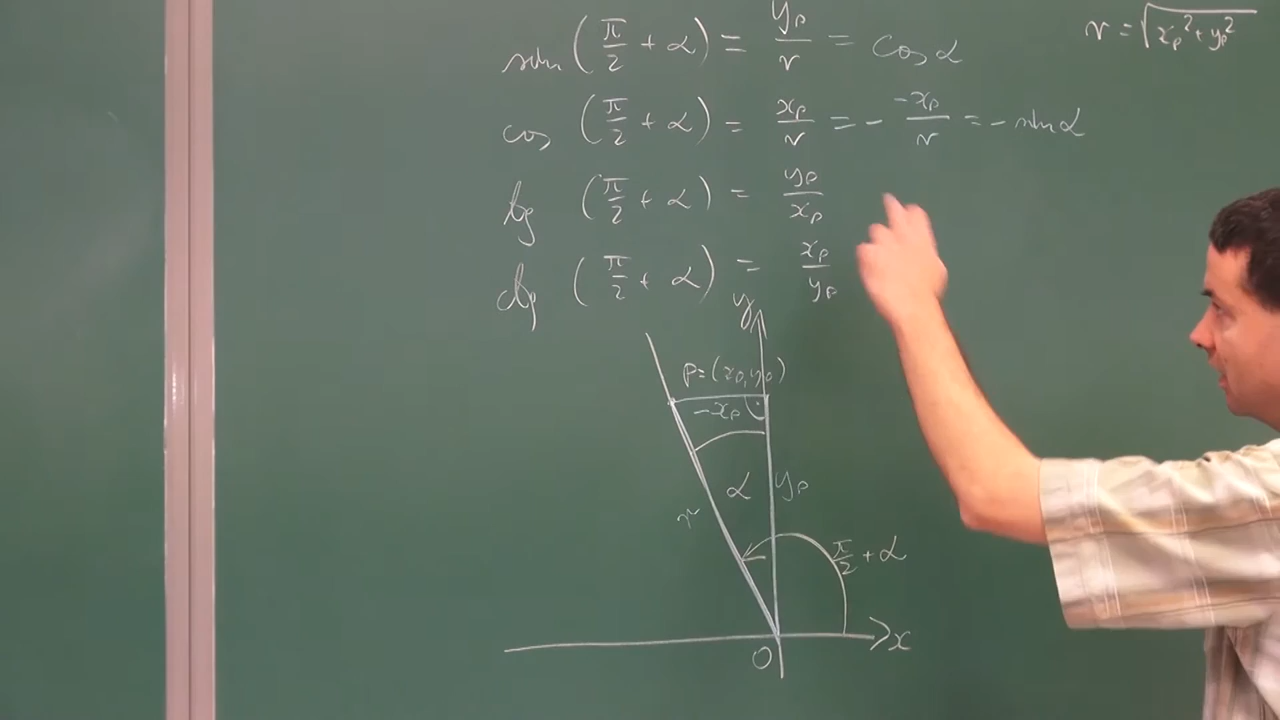 sin (π/2 + α) = y_P/r = cos α
r = √(x_P² + y_P²)
cos (π/2 + α) = x_P/r = - -x_P/r = - sin α
tg (π/2 + α) = y_P/x_P
ctg (π/2 + α) = x_P/y_P
y
P=(x_P, y_P)
-x_P
α
y_P
r
π/2 + α
x
O